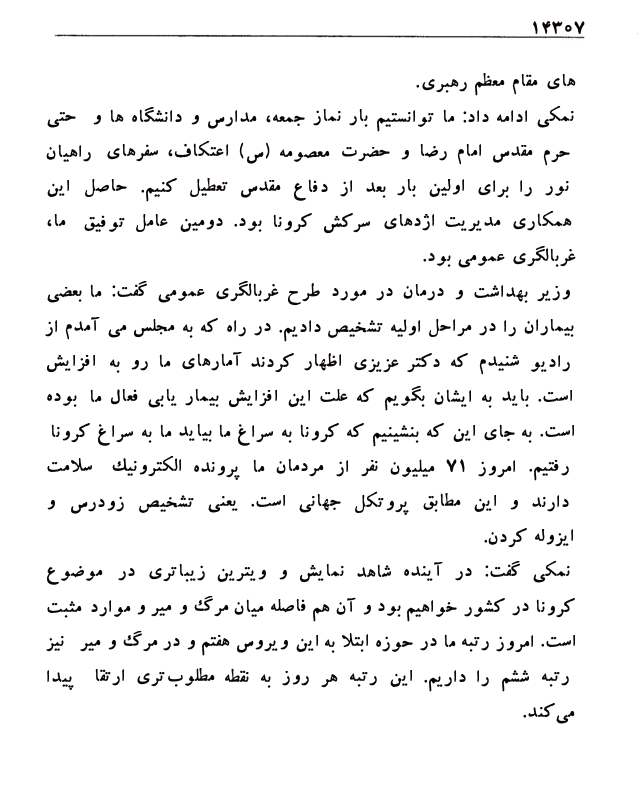 ۱۴۳۰۷
های مقام معظم رهبری.
نمکی ادامه داد: ما توانستیم بار نماز جمعه، مدارس و دانشگاه ها و حتی
حرم مقدس امام رضا و حضرت معصومه (س) اعتکاف، سفرهای راهیان
نور را برای اولین بار بعد از دفاع مقدس تعطیل کنیم. حاصل این
همکاری مدیریت اژدهای سرکش کرونا بود. دومین عامل توفیق ما،
غربالگری عمومی بود.
وزیر بهداشت و درمان در مورد طرح غربالگری عمومی گفت: ما بعضی
بیماران را در مراحل اولیه تشخیص دادیم. در راه که به مجلس می آمدم از
رادیو شنیدم که دکتر عزیزی اظهار کردند آمارهای ما رو به افزایش
است. باید به ایشان بگویم که علت این افزایش بیمار یابی فعال ما بوده
است. به جای این که بنشینیم که کرونا به سراغ ما بیاید ما به سراغ کرونا
رفتیم. امروز ۷۱ میلیون نفر از مردمان ما پرونده الکترونیك سلامت
دارند و این مطابق پروتکل جهانی است. یعنی تشخیص زودرس و
ایزوله کردن.
نمکی گفت: در آینده شاهد نمایش و ویترین زیباتری در موضوع
کرونا در کشور خواهیم بود و آن هم فاصله میان مرگ و میر و موارد مثبت
است. امروز رتبه ما در حوزه ابتلا به این ویروس هفتم و در مرگ و میر نیز
رتبه ششم را داریم. این رتبه هر روز به نقطه مطلوب‌تری ارتقا پیدا
می‌کند.